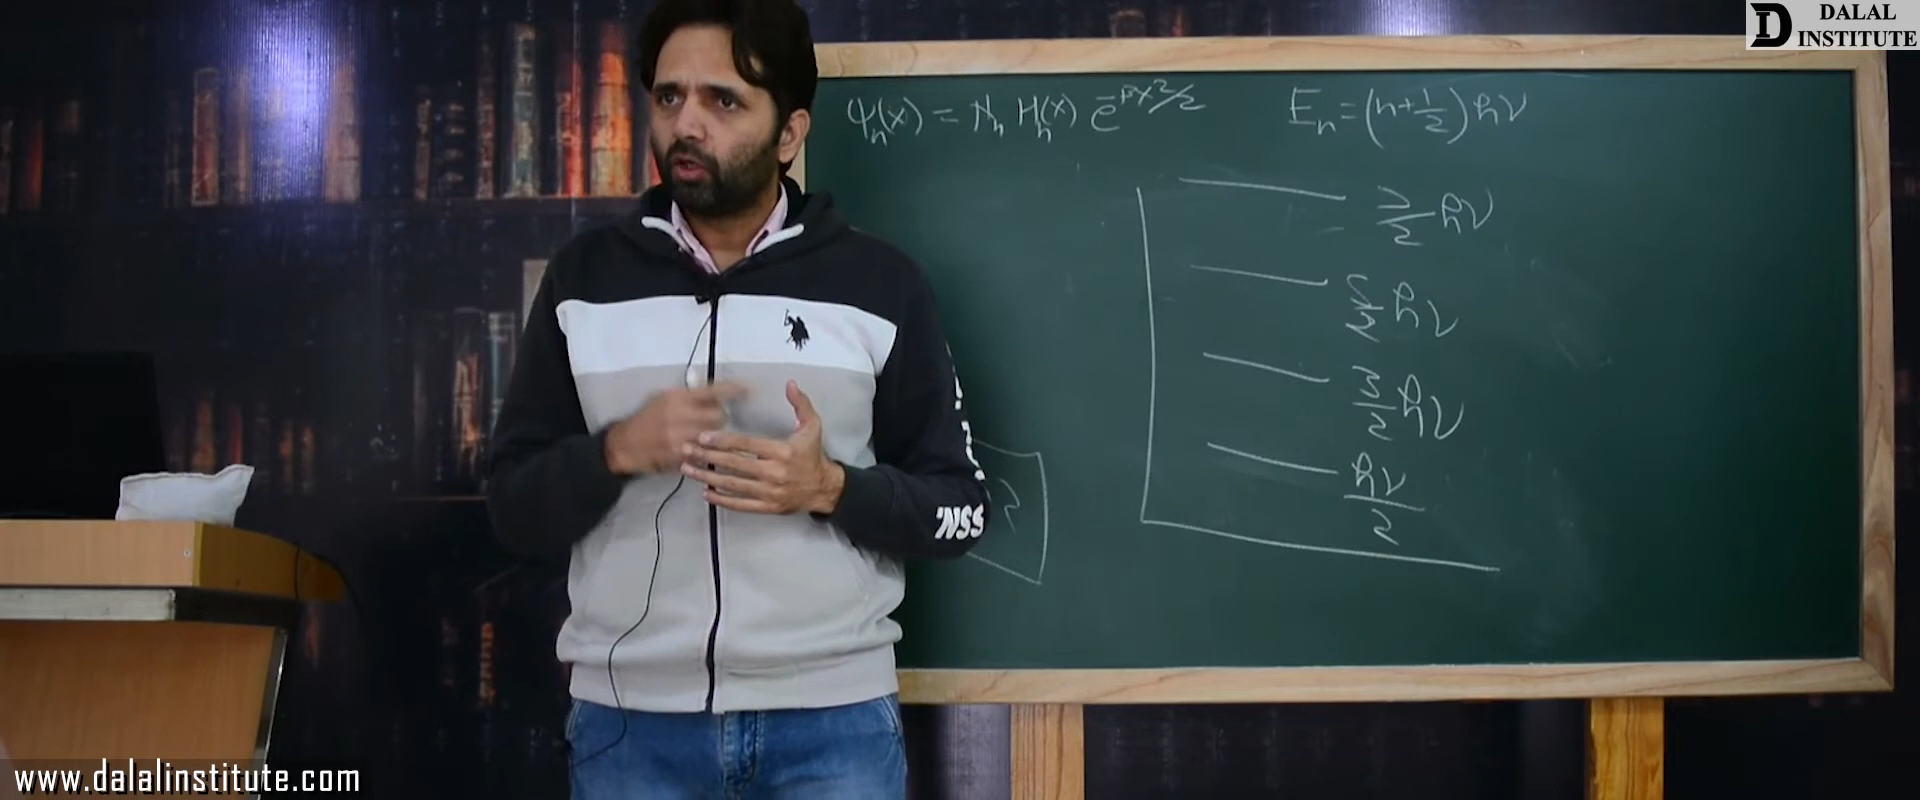 DALAL
INSTITUTE
ψₙ(x) = Nₙ Hₙ(x) e^{-βx²/2}
Eₙ = (n + 1/2) hν
7/2 hν
5/2 hν
3/2 hν
hν/2
SSN.
www.dalalinstitute.com